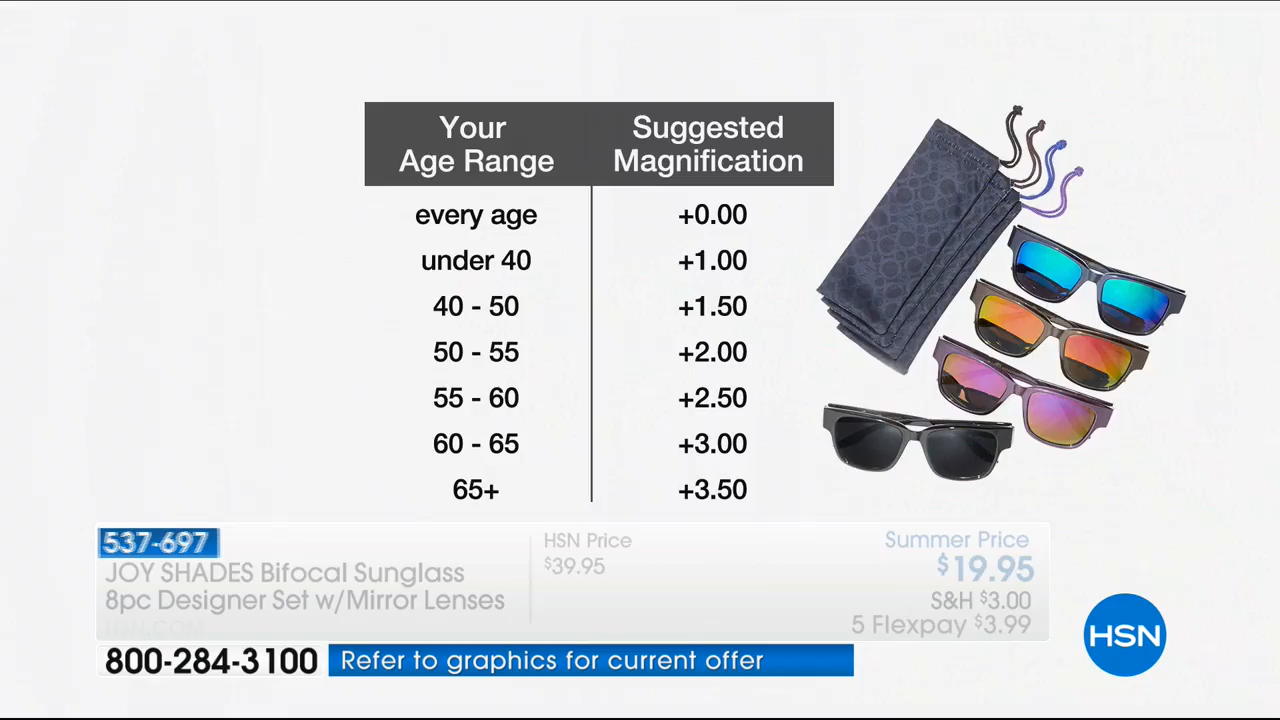 Your Age Range Suggested Magnification
every age +0.00
under 40 +1.00
40 - 50 +1.50
50 - 55 +2.00
55 - 60 +2.50
60 - 65 +3.00
65+ +3.50
537-697
JOY SHADES Bifocal Sunglass
8pc Designer Set w/Mirror Lenses
HSN.COM
HSN Price
$39.95
Summer Price
$19.95
S&H $3.00
5 Flexpay $3.99
800-284-3100 Refer to graphics for current offer
HSN